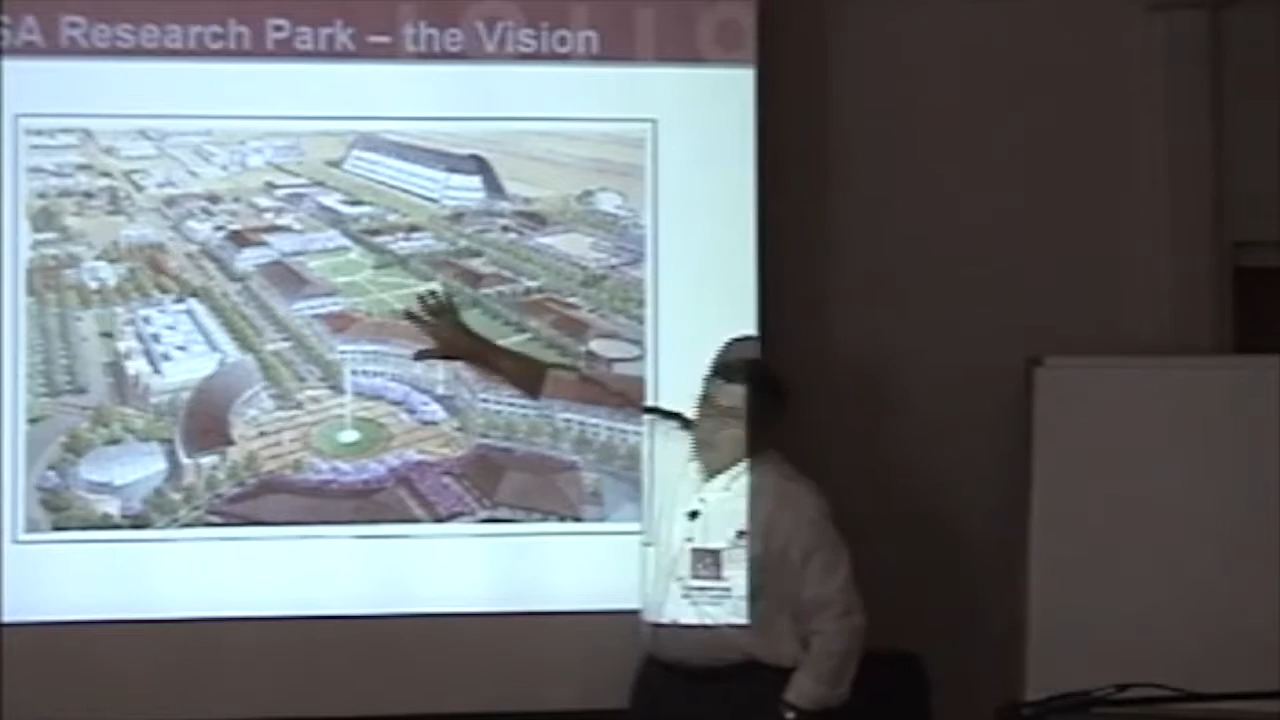 SA Research Park – the Vision